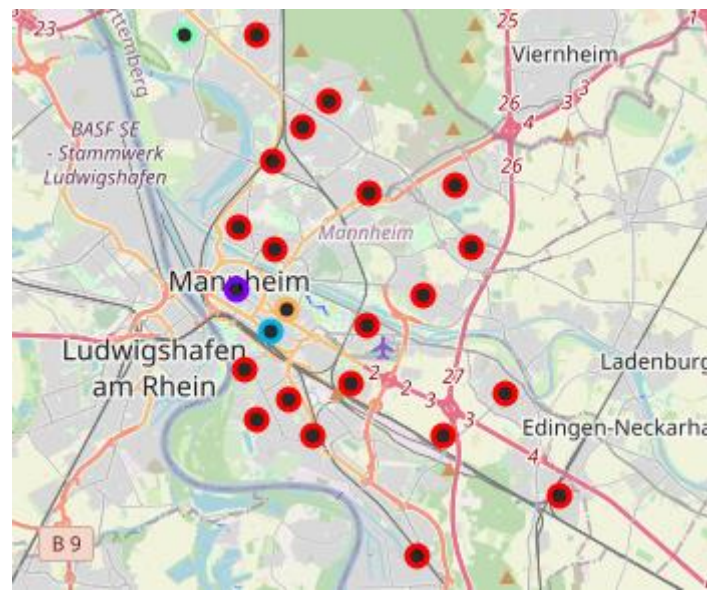 23
25
1
Viernheim
3
3
26
4
BASF SE
- Stammwerk
Ludwigshafen
26
Mannheim
Mannheim
Ludwigshafen
am Rhein
Ladenburg
2
2
27
3
3
Edingen-Neckarha
4
B 9